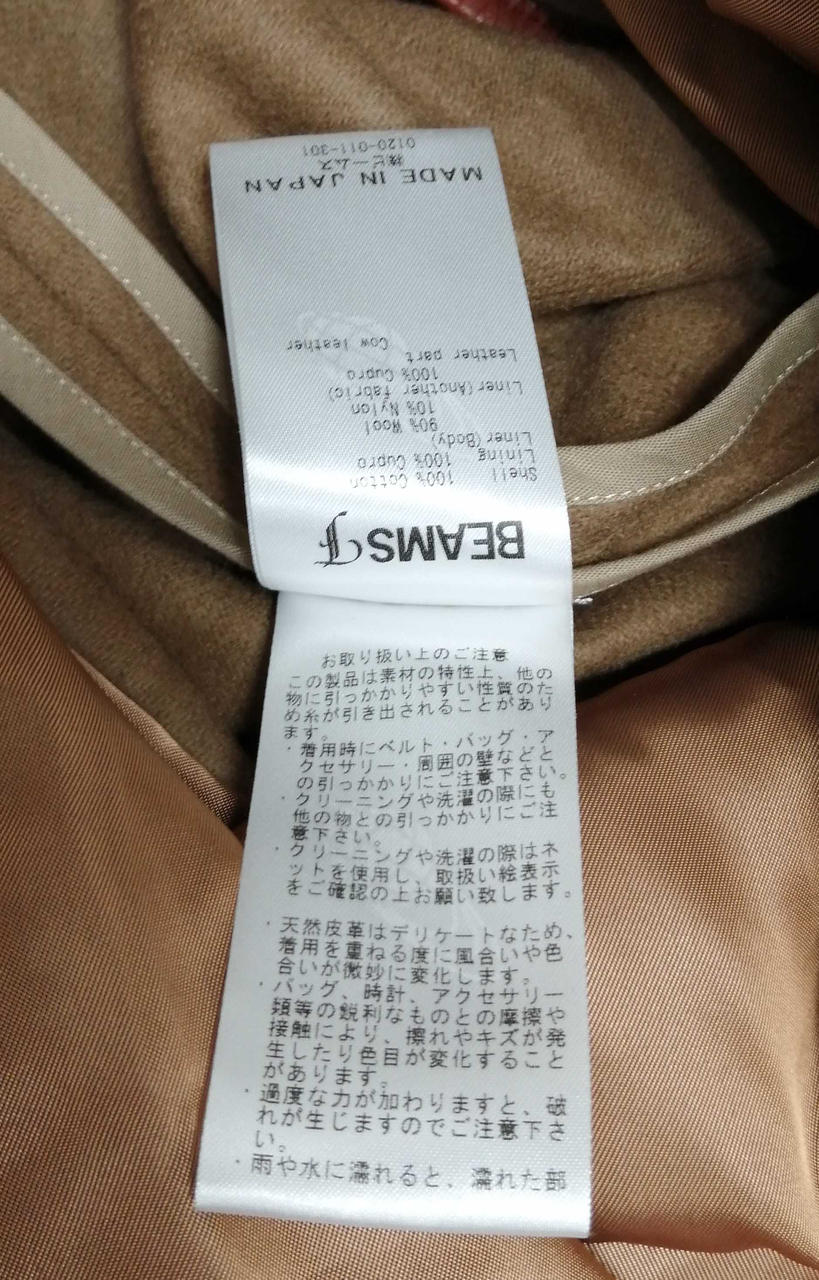 BEAMS F
Shell 100% Cotton
Lining 100% Cupro
Liner(Body)
90% Wool
10% Nylon
Liner(Another Fabric)
100% Cupro
Leather part
Cow leather
MADE IN JAPAN
㈱ビームス
0120-011-301
お取り扱い上のご注意
この製品は素材の特性上、他の
物に引っかかりやすい性質のた
め糸が引き出されることがあり
ます。
・着用時にベルト・バッグ・ア
クセサリー・周囲の壁などと
の引っかかりにご注意下さい。
・クリーニングや洗濯の際にも
他の物との引っかかりにご注
意下さい。
・クリーニングや洗濯の際はネ
ットを使用し、取扱い絵表示
をご確認の上お願い致します。
・天然皮革はデリケートなため、
着用を重ねる度に風合いや色
合いが微妙に変化します。
・バッグ、時計、アクセサリー
類等の鋭利なものとの摩擦や
接触により、擦れやキズが発
生したり色目が変化すること
があります。
・過度な力が加わりますと、破
れが生じますのでご注意下さ
い。
・雨や水に濡れると、濡れた部